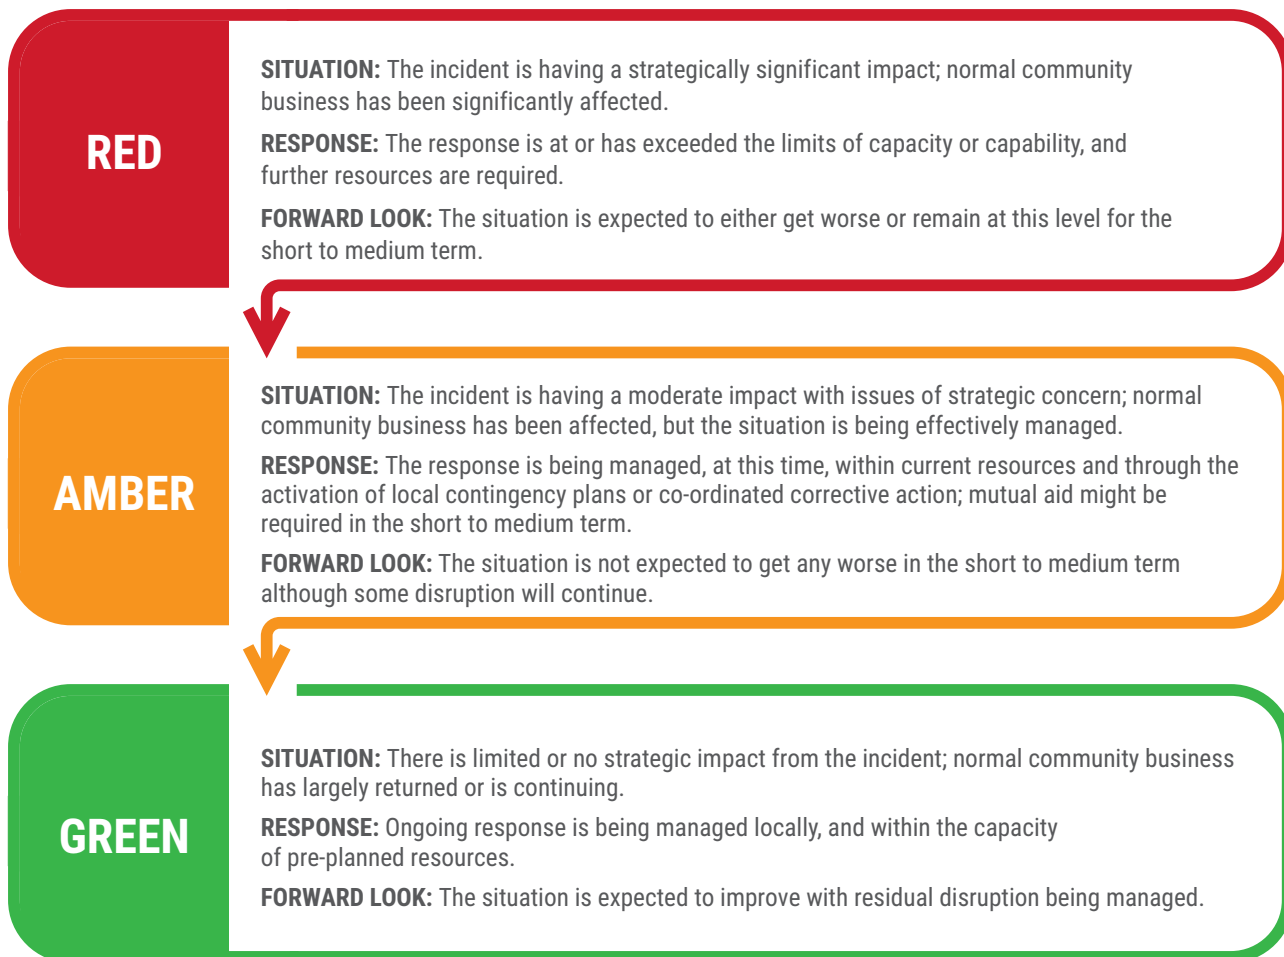 RED
SITUATION: The incident is having a strategically significant impact; normal community
business has been significantly affected.
RESPONSE: The response is at or has exceeded the limits of capacity or capability, and
further resources are required.
FORWARD LOOK: The situation is expected to either get worse or remain at this level for the
short to medium term.
AMBER
SITUATION: The incident is having a moderate impact with issues of strategic concern; normal
community business has been affected, but the situation is being effectively managed.
RESPONSE: The response is being managed, at this time, within current resources and through the
activation of local contingency plans or co-ordinated corrective action; mutual aid might be
required in the short to medium term.
FORWARD LOOK: The situation is not expected to get any worse in the short to medium term
although some disruption will continue.
GREEN
SITUATION: There is limited or no strategic impact from the incident; normal community business
has largely returned or is continuing.
RESPONSE: Ongoing response is being managed locally, and within the capacity
of pre-planned resources.
FORWARD LOOK: The situation is expected to improve with residual disruption being managed.